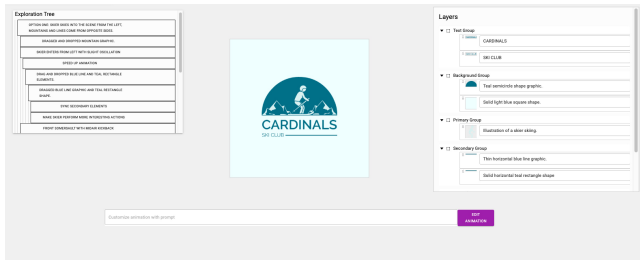 Exploration Tree
OPTION ONE: SKIER SKIES INTO THE SCENE FROM THE LEFT,
MOUNTAINS AND LINES COME FROM OPPOSITE SIDES.
DRAGGED AND DROPPED MOUNTAIN GRAPHIC.
SKIER ENTERS FROM LEFT WITH SLIGHT OSCILLATION
SPEED UP ANIMATION
DRAG AND DROPPED BLUE LINE AND TEAL RECTANGLE
ELEMENTS.
DRAGGED BLUE LINE GRAPHIC AND TEAL RECTANGLE
SHAPE.
SYNC SECONDARY ELEMENTS
MAKE SKIER PERFORM MORE INTERESTING ACTIONS
FRONT SOMERSAULT WITH MIDAIR KICKBACK
CARDINALS
SKI CLUB
Layers
Text Group
CARDINALS
SKI CLUB
Background Group
Teal semicircle shape graphic.
Solid light blue square shape.
Primary Group
Illustration of a skier skiing.
Secondary Group
Thin horizontal blue line graphic.
Solid horizontal teal rectangle shape
Customize animation with prompt
EDIT
ANIMATION